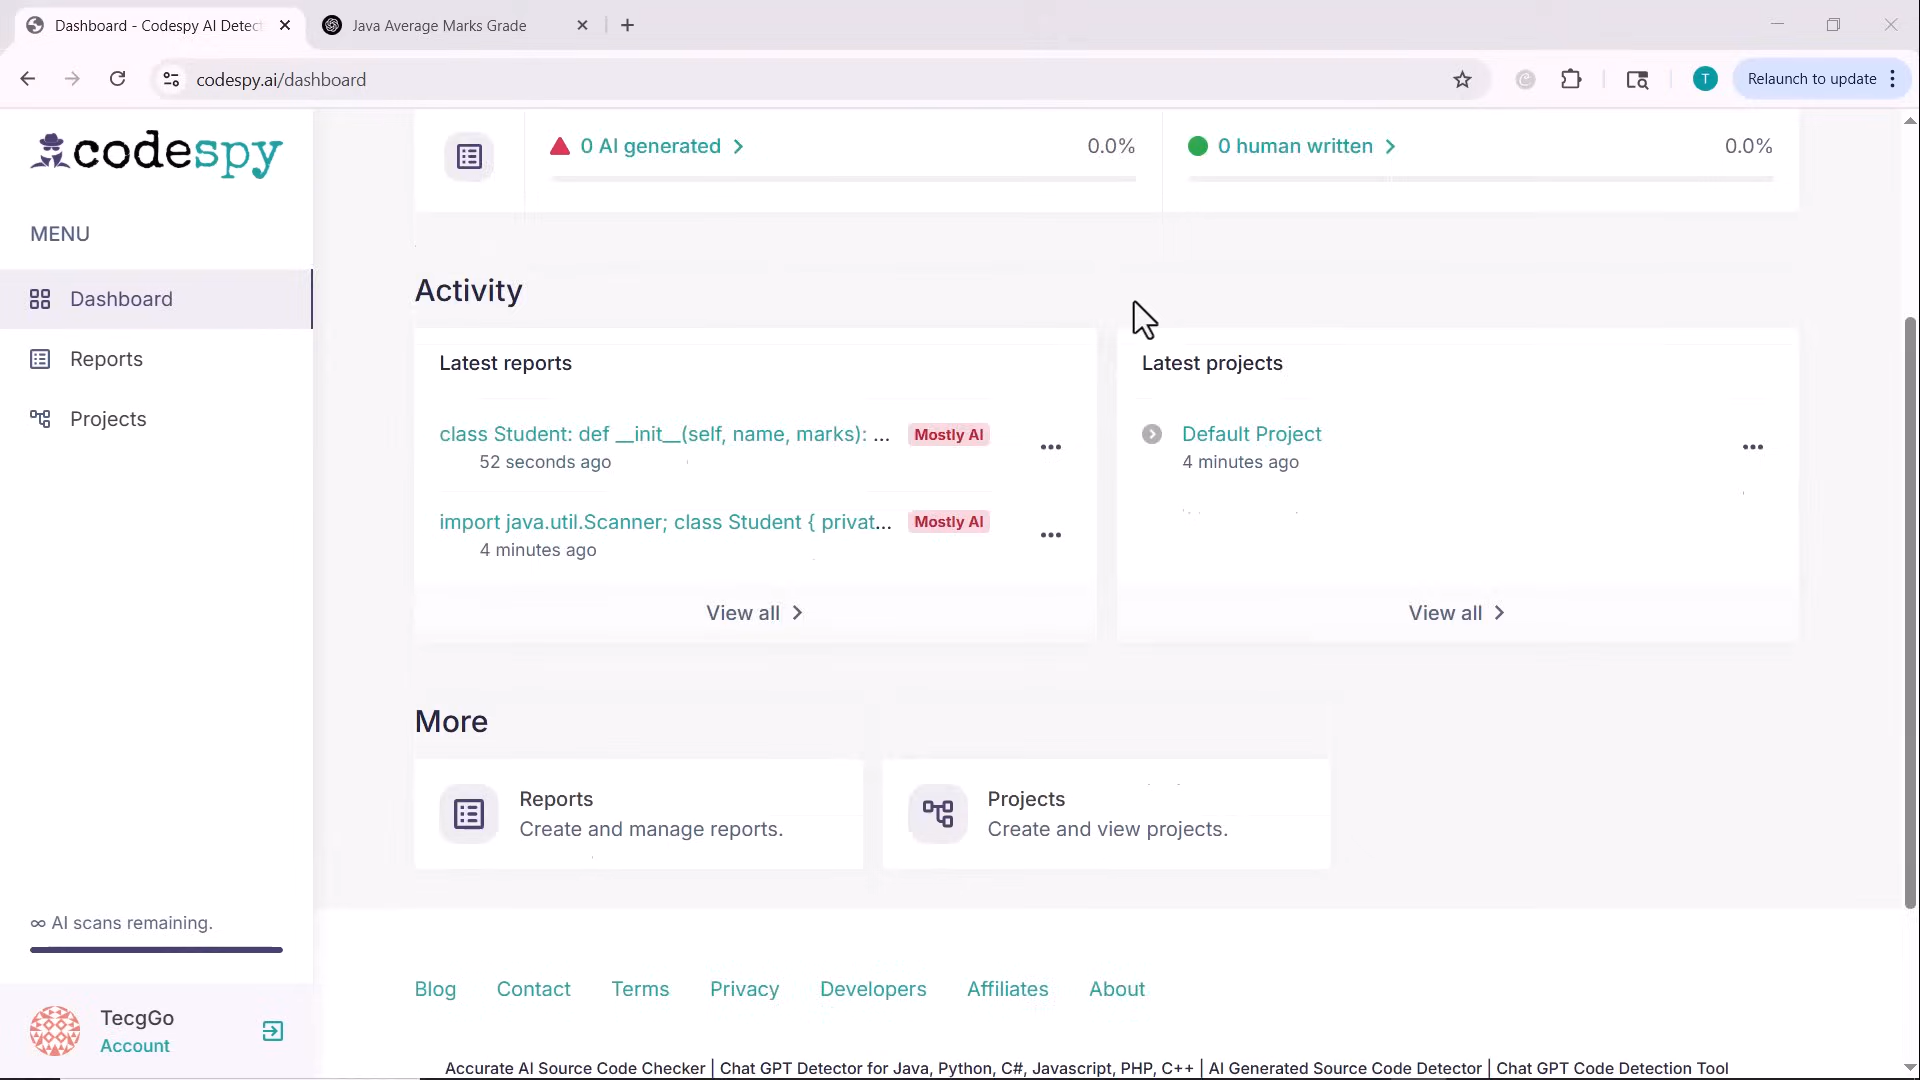 Dashboard - Codespy AI Detec
Java Average Marks Grade
codespy.ai/dashboard
T
Relaunch to update
codespy
0 AI generated
0.0%
0 human written
0.0%
MENU
Dashboard
Reports
Projects
Activity
Latest reports
class Student: def __init__(self, name, marks): ...
Mostly AI
52 seconds ago
import java.util.Scanner; class Student { privat...
Mostly AI
4 minutes ago
View all
Latest projects
Default Project
4 minutes ago
View all
More
Reports
Create and manage reports.
Projects
Create and view projects.
∞ AI scans remaining.
TecgGo
Account
Blog
Contact
Terms
Privacy
Developers
Affiliates
About
Accurate AI Source Code Checker | Chat GPT Detector for Java, Python, C#, Javascript, PHP, C++ | AI Generated Source Code Detector | Chat GPT Code Detection Tool